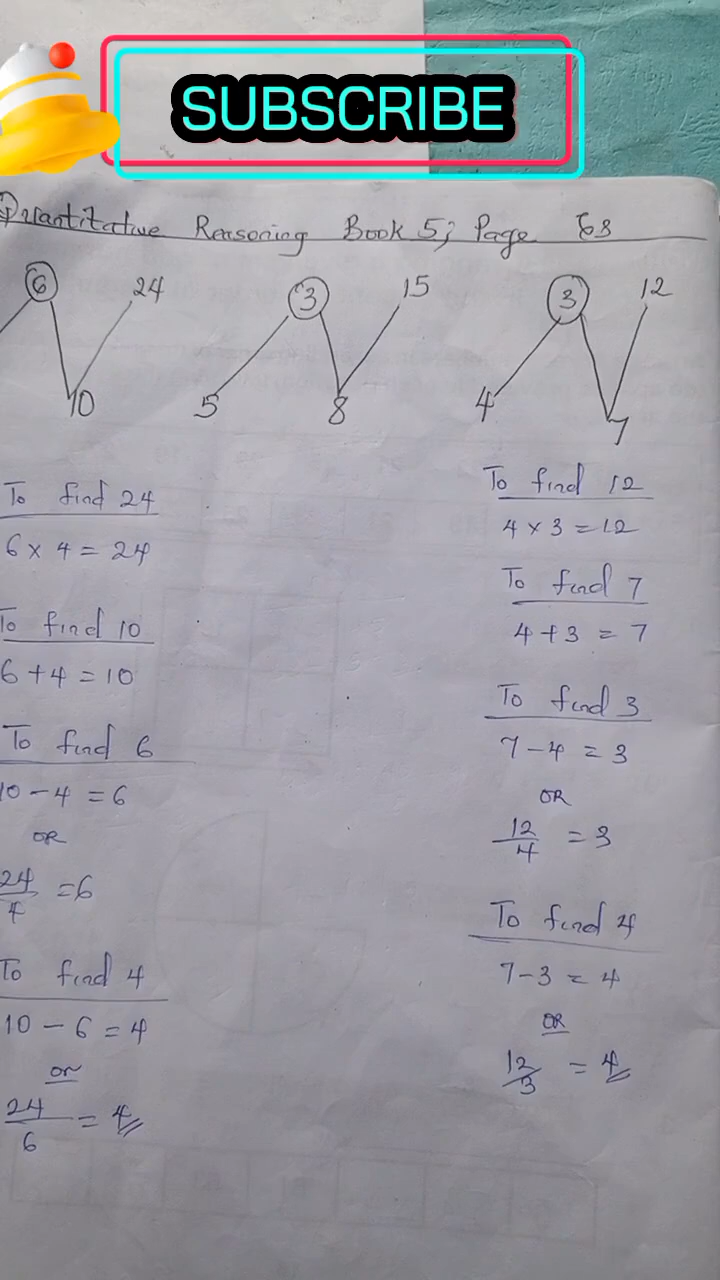 SUBSCRIBE
Quantitative Reasoning Book 5; Page 68
6 24 3 15 3 12
10 5 8 4 7
To find 24
6 x 4 = 24
To find 10
6 + 4 = 10
To find 6
10 - 4 = 6
OR
24/4 = 6
To find 4
10 - 6 = 4
or
24/6 = 4
To find 12
4 x 3 = 12
To find 7
4 + 3 = 7
To find 3
7 - 4 = 3
OR
12/4 = 3
To find 4
7 - 3 = 4
OR
12/3 = 4